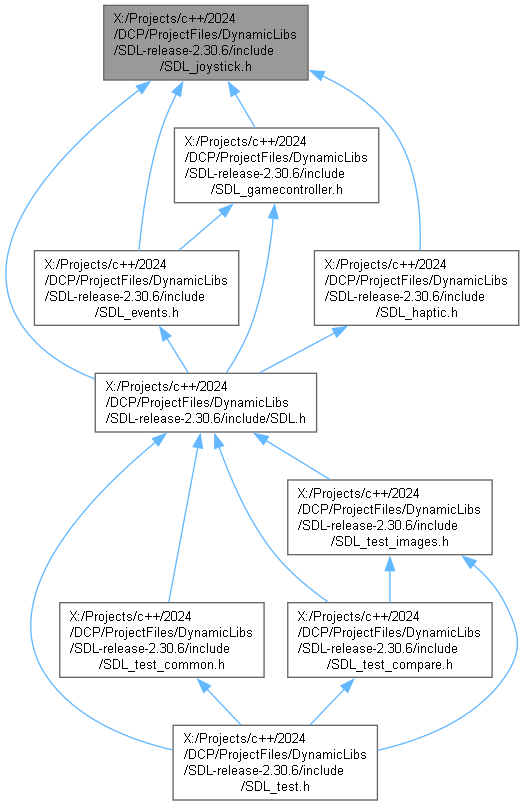 X:/Projects/c++/2024
/DCP/ProjectFiles/DynamicLibs
/SDL-release-2.30.6/include
/SDL_joystick.h
X:/Projects/c++/2024
/DCP/ProjectFiles/DynamicLibs
/SDL-release-2.30.6/include
/SDL_gamecontroller.h
X:/Projects/c++/2024
/DCP/ProjectFiles/DynamicLibs
/SDL-release-2.30.6/include
/SDL_events.h
X:/Projects/c++/2024
/DCP/ProjectFiles/DynamicLibs
/SDL-release-2.30.6/include
/SDL_haptic.h
X:/Projects/c++/2024
/DCP/ProjectFiles/DynamicLibs
/SDL-release-2.30.6/include/SDL.h
X:/Projects/c++/2024
/DCP/ProjectFiles/DynamicLibs
/SDL-release-2.30.6/include
/SDL_test_images.h
X:/Projects/c++/2024
/DCP/ProjectFiles/DynamicLibs
/SDL-release-2.30.6/include
/SDL_test_common.h
X:/Projects/c++/2024
/DCP/ProjectFiles/DynamicLibs
/SDL-release-2.30.6/include
/SDL_test_compare.h
X:/Projects/c++/2024
/DCP/ProjectFiles/DynamicLibs
/SDL-release-2.30.6/include
/SDL_test.h